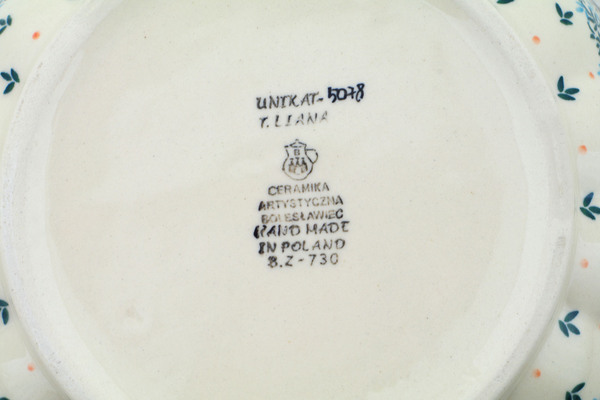 UNIKAT-5078
T. LIANA
B
CERAMIKA
ARTYSTYCZNA
BOLESŁAWIEC
HAND MADE
IN POLAND
B.Z-730